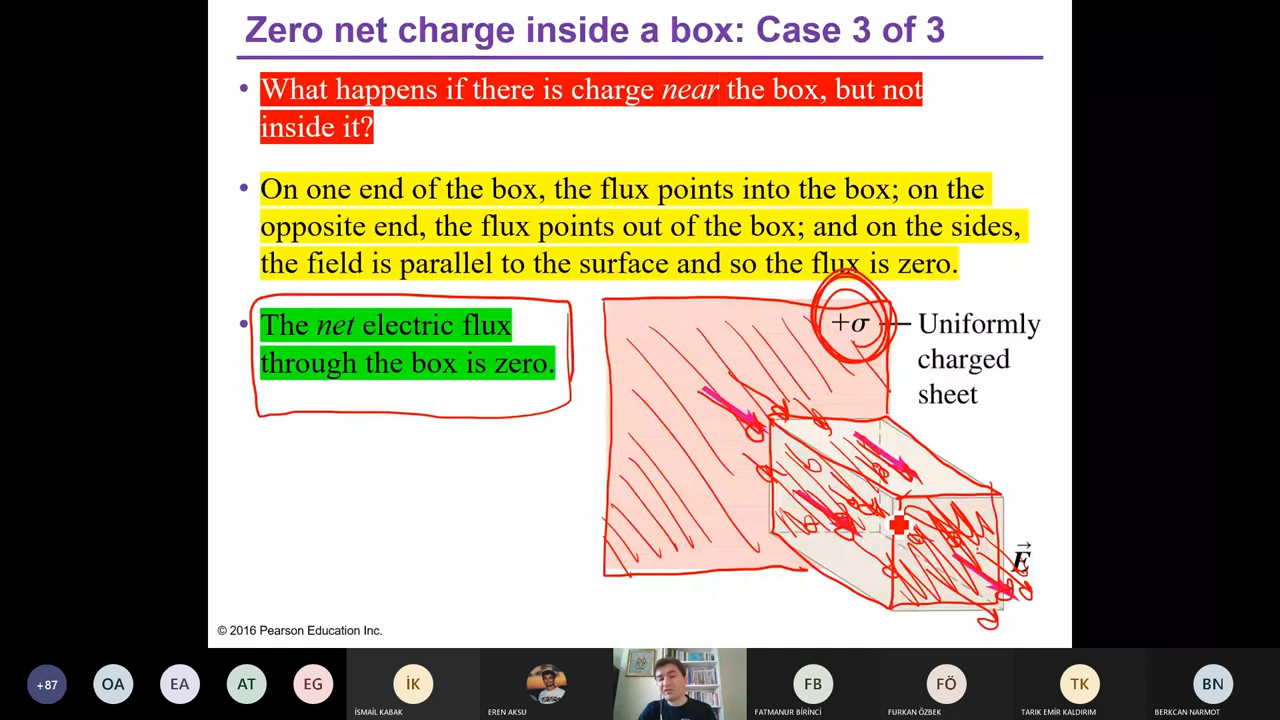 Zero net charge inside a box: Case 3 of 3
• What happens if there is charge near the box, but not
inside it?
• On one end of the box, the flux points into the box; on the
opposite end, the flux points out of the box; and on the sides,
the field is parallel to the surface and so the flux is zero.
• The net electric flux
through the box is zero.
+σ
Uniformly
charged
sheet
E
© 2016 Pearson Education Inc.
+87
OA
EA
AT
EG
İK
FB
FÖ
TK
BN
İSMAİL KABAK
EREN AKSU
FATMANUR BİRİNCİ
FURKAN ÖZBEK
TARIK EMİR KALDIRIM
BERKCAN NARMOT